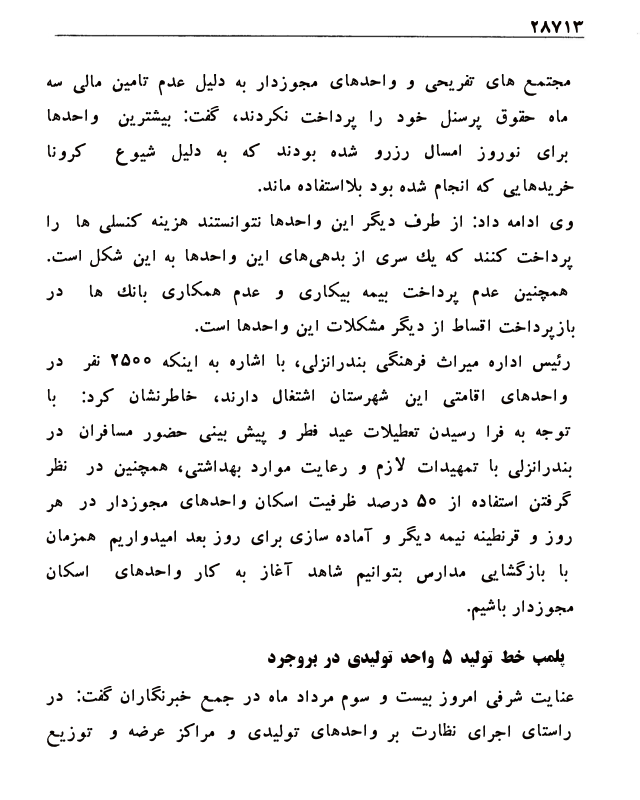 ۲۸۷۱۳
مجتمع های تفریحی و واحدهای مجوزدار به دلیل عدم تامین مالی سه
ماه حقوق پرسنل خود را پرداخت نکردند، گفت: بیشترین واحدها
برای نوروز امسال رزرو شده بودند که به دلیل شیوع کرونا
خریدهایی که انجام شده بود بلااستفاده ماند.
وی ادامه داد: از طرف دیگر این واحدها نتوانستند هزینه کنسلی ها را
پرداخت کنند که یك سری از بدهی‌های این واحدها به این شکل است.
همچنین عدم پرداخت بیمه بیکاری و عدم همکاری بانك ها در
بازپرداخت اقساط از دیگر مشکلات این واحدها است.
رئیس اداره میراث فرهنگی بندرانزلی، با اشاره به اینکه ۲۵۰۰ نفر در
واحدهای اقامتی این شهرستان اشتغال دارند، خاطرنشان کرد: با
توجه به فرا رسیدن تعطیلات عید فطر و پیش بینی حضور مسافران در
بندرانزلی با تمهیدات لازم و رعایت موارد بهداشتی، همچنین در نظر
گرفتن استفاده از ۵۰ درصد ظرفیت اسکان واحدهای مجوزدار در هر
روز و قرنطینه نیمه دیگر و آماده سازی برای روز بعد امیدواریم همزمان
با بازگشایی مدارس بتوانیم شاهد آغاز به کار واحدهای اسکان
مجوزدار باشیم.
پلمب خط تولید ۵ واحد تولیدی در بروجرد
عنایت شرفی امروز بیست و سوم مرداد ماه در جمع خبرنگاران گفت: در
راستای اجرای نظارت بر واحدهای تولیدی و مراکز عرضه و توزیع